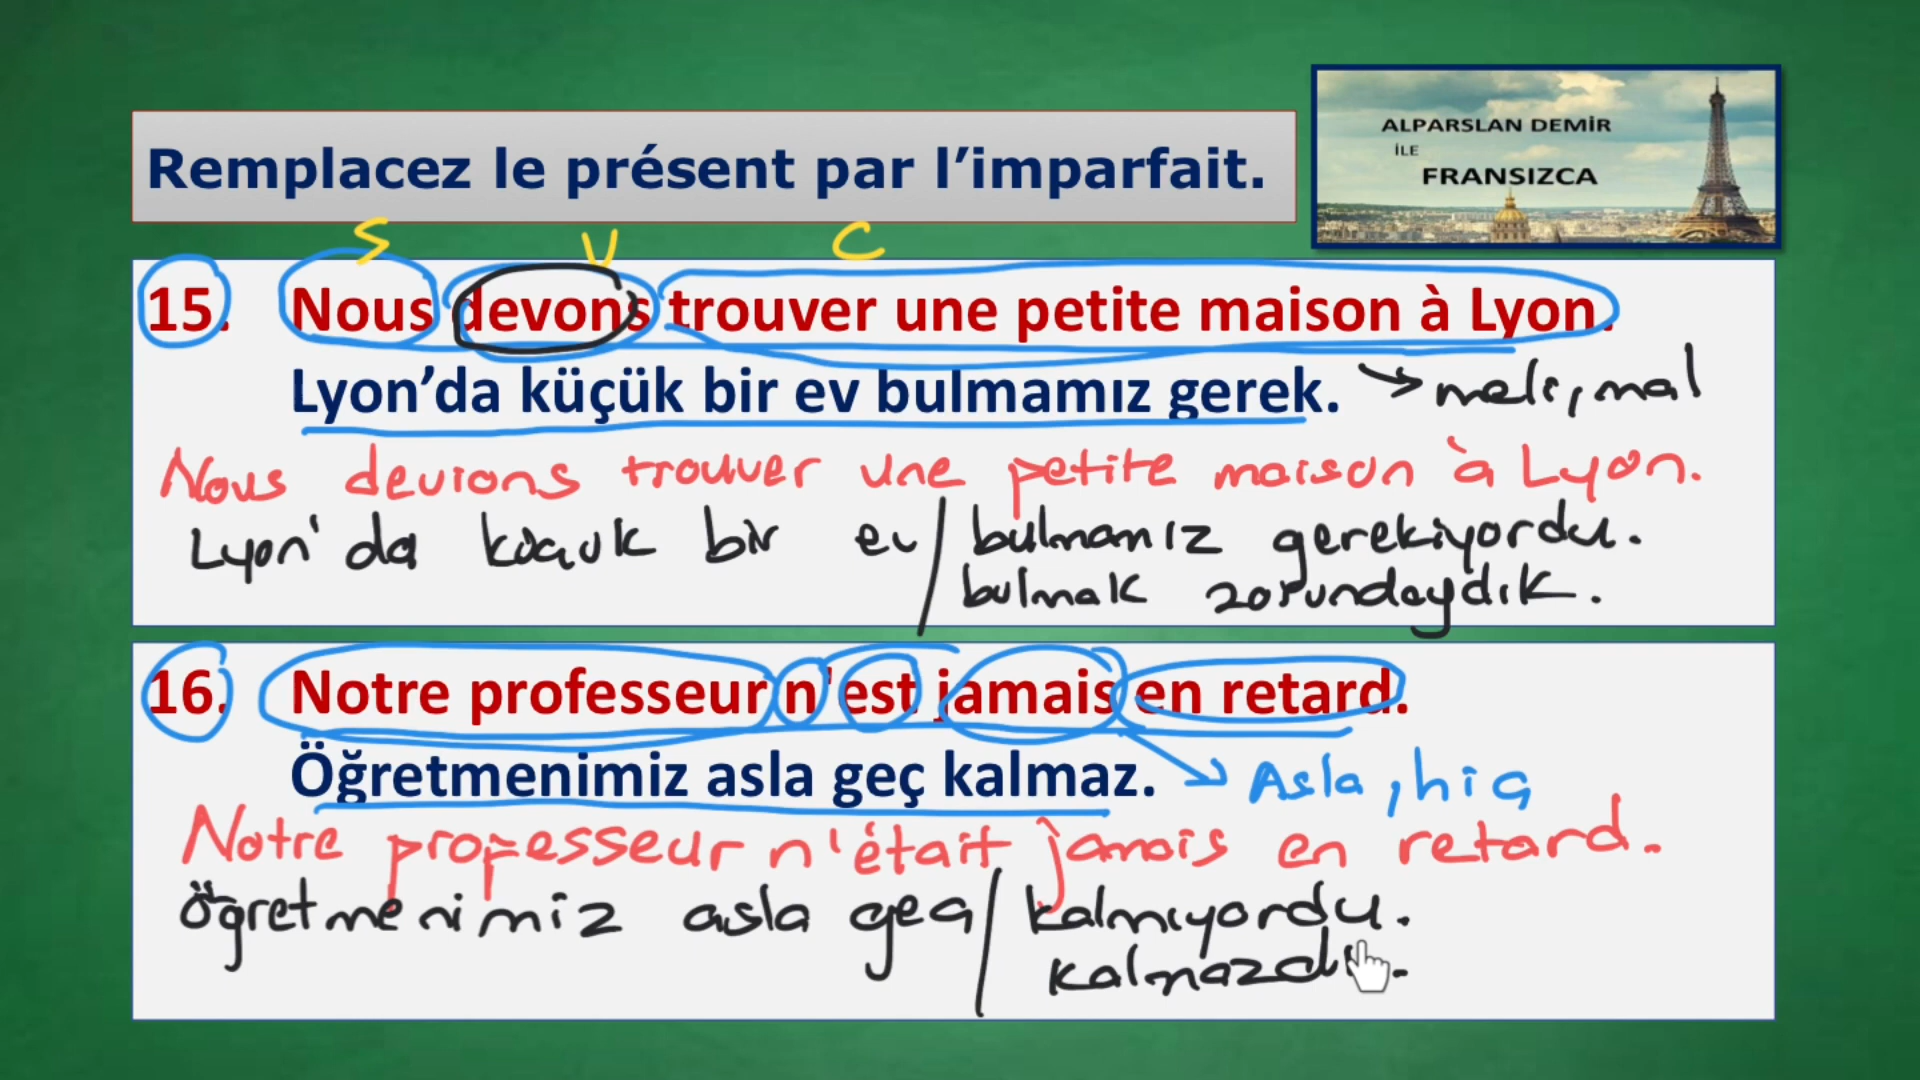 ALPARSLAN DEMİR
İLE
FRANSIZCA
Remplacez le présent par l’imparfait.
S V C
15. Nous devons trouver une petite maison à Lyon.
Lyon’da küçük bir ev bulmamız gerek. → meli, mal
Nous devions trouver une petite maison à Lyon.
Lyon'da küçük bir ev / bulmamız gerekiyordu.
bulmak zorundaydık.
16. Notre professeur n'est jamais en retard.
Öğretmenimiz asla geç kalmaz. → Asla, hiç
Notre professeur n'était jamais en retard.
öğretmenimiz asla geç / kalmıyordu.
kalmazdı.